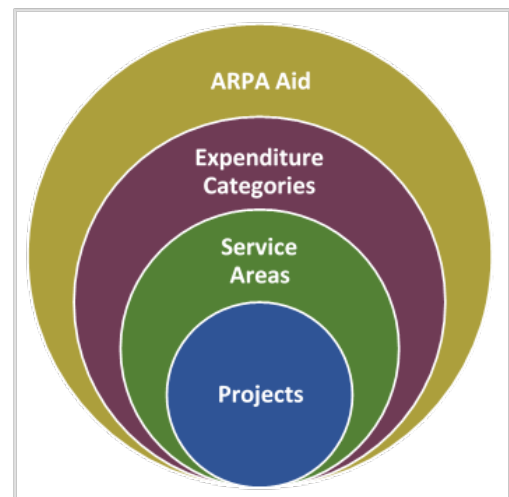 ARPA Aid
Expenditure
Categories
Service
Areas
Projects